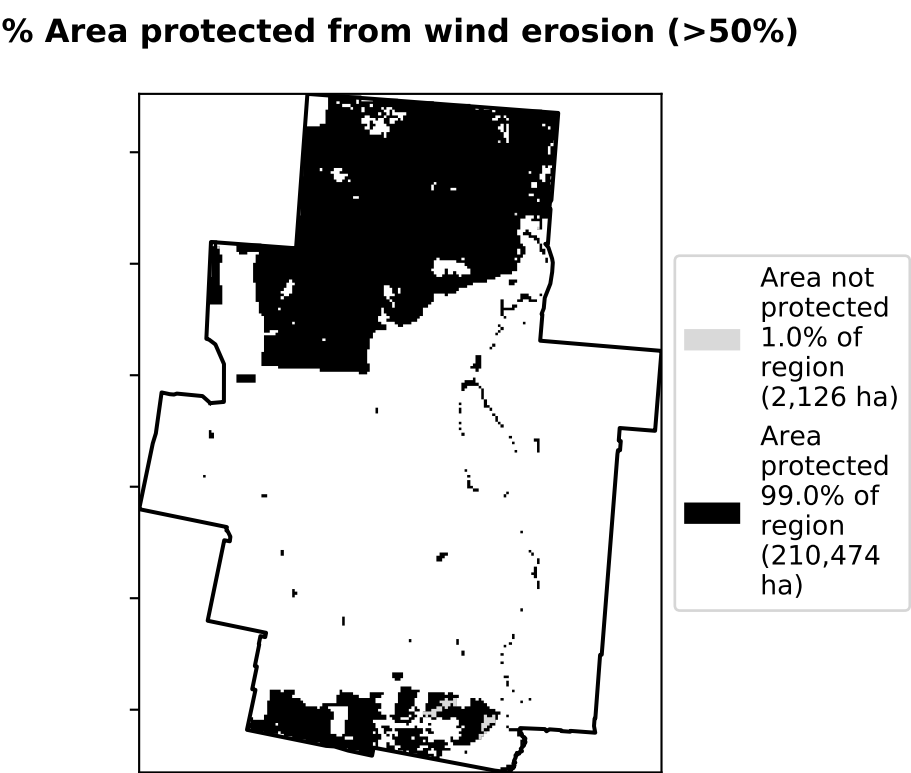 % Area protected from wind erosion (>50%)
Area not
protected
1.0% of
region
(2,126 ha)
Area
protected
99.0% of
region
(210,474
ha)